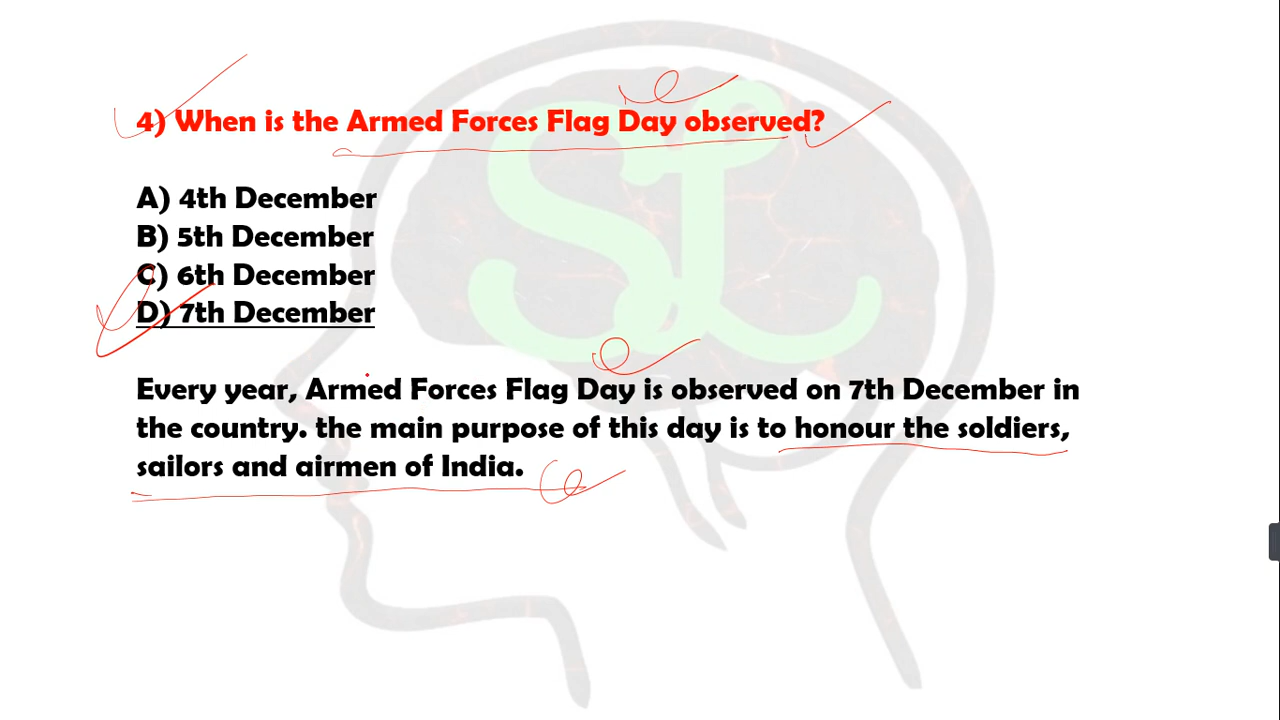 4) When is the Armed Forces Flag Day observed?
A) 4th December
B) 5th December
C) 6th December
D) 7th December
Every year, Armed Forces Flag Day is observed on 7th December in
the country. the main purpose of this day is to honour the soldiers,
sailors and airmen of India.
SL